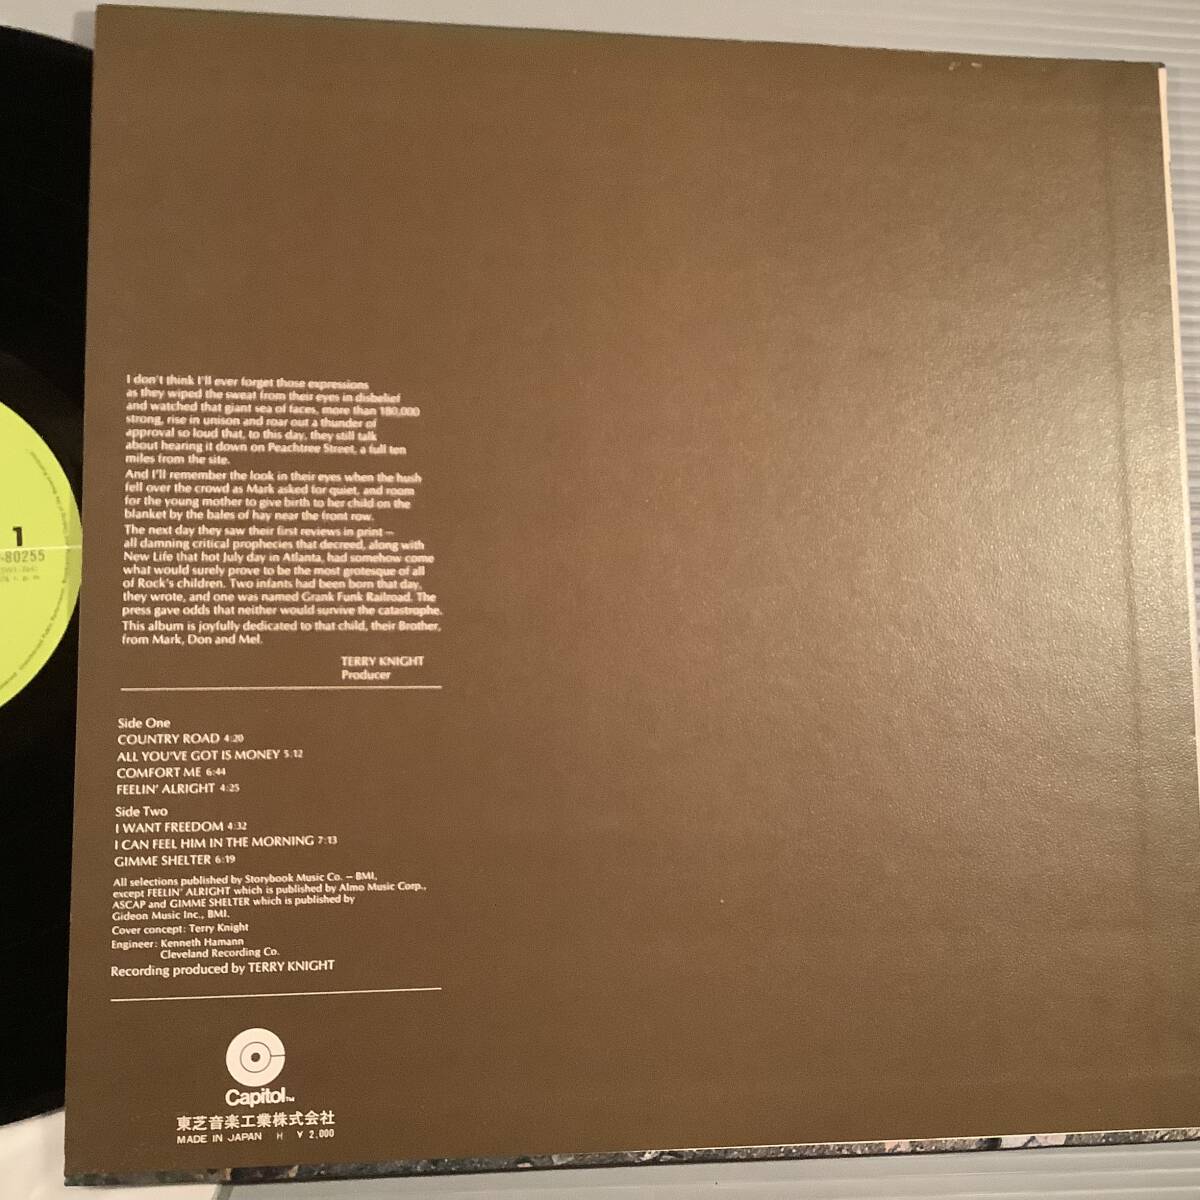 I don't think I'll ever forget those expressions
as they wiped the sweat from their eyes in disbelief
and watched that giant sea of faces, more than 180,000
strong, rise in unison and roar out a thunder of
approval so loud that, to this day, they still talk
about hearing it down on Peachtree Street, a full ten
miles from the site.
And I'll remember the look in their eyes when the hush
fell over the crowd as Mark asked for quiet, and room
for the young mother to give birth to her child on the
blanket by the bales of hay near the front row.
The next day they saw their first reviews in print —
all damning critical prophecies that decreed, along with
New Life that hot July day in Atlanta, had somehow come
what would surely prove to be the most grotesque of all
of Rock's children. Two infants had been born that day,
they wrote, and one was named Grank Funk Railroad. The
press gave odds that neither would survive the catastrophe.
This album is joyfully dedicated to that child, their Brother,
from Mark, Don and Mel.
TERRY KNIGHT
Producer
Side One
COUNTRY ROAD 4:20
ALL YOU'VE GOT IS MONEY 5:12
COMFORT ME 6:44
FEELIN' ALRIGHT 4:25
Side Two
I WANT FREEDOM 4:32
I CAN FEEL HIM IN THE MORNING 7:13
GIMME SHELTER 6:19
All selections published by Storybook Music Co. — BMI,
except FEELIN' ALRIGHT which is published by Almo Music Corp.,
ASCAP and GIMME SHELTER which is published by
Gideon Music Inc., BMI.
Cover concept: Terry Knight
Engineer: Kenneth Hamann
Cleveland Recording Co.
Recording produced by TERRY KNIGHT
Capitol TM
東芝音楽工業株式会社
MADE IN JAPAN H ¥2,000
1
-80255